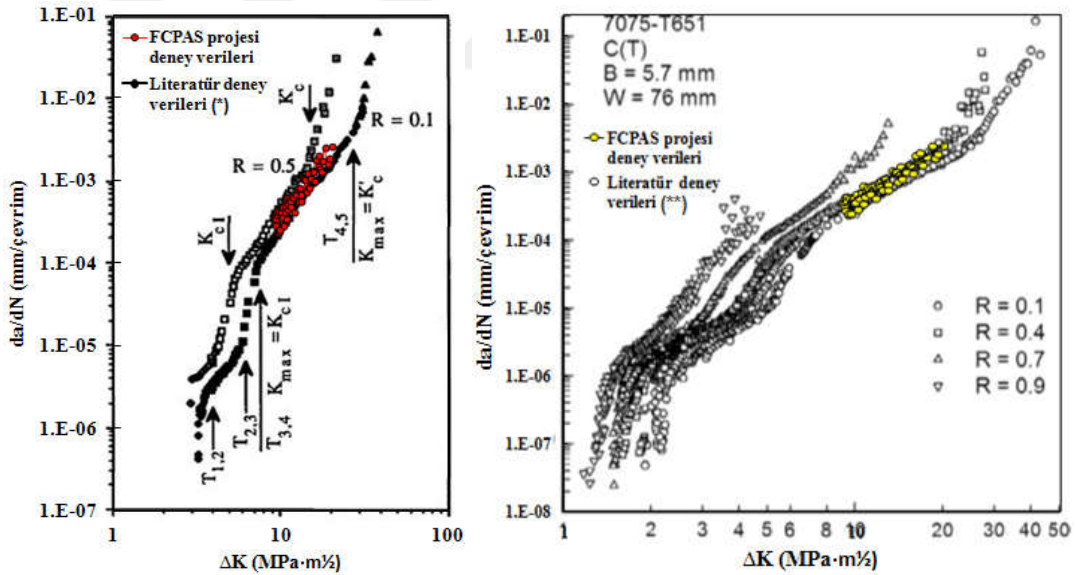 1.E-01
1.E-02
1.E-03
1.E-04
1.E-05
1.E-06
1.E-07
da/dN (mm/çevrim)
FCPAS projesi
deney verileri
Literatür deney
verileri (*)
K'c
R = 0.1
R = 0.5
Kc1
T4,5
Kmax = K'c
T1,2
T2,3
T3,4 Kmax = Kc1
1 10 100
ΔK (MPa·m½)
1.E-01
1.E-02
1.E-03
1.E-04
1.E-05
1.E-06
1.E-07
1.E-08
da/dN (mm/çevrim)
7075-T651
C(T)
B = 5.7 mm
W = 76 mm
FCPAS projesi
deney verileri
Literatür deney
verileri (**)
R = 0.1
R = 0.4
R = 0.7
R = 0.9
1 2 3 4 5 6 10 20 30 40 50
ΔK (MPa·m½)